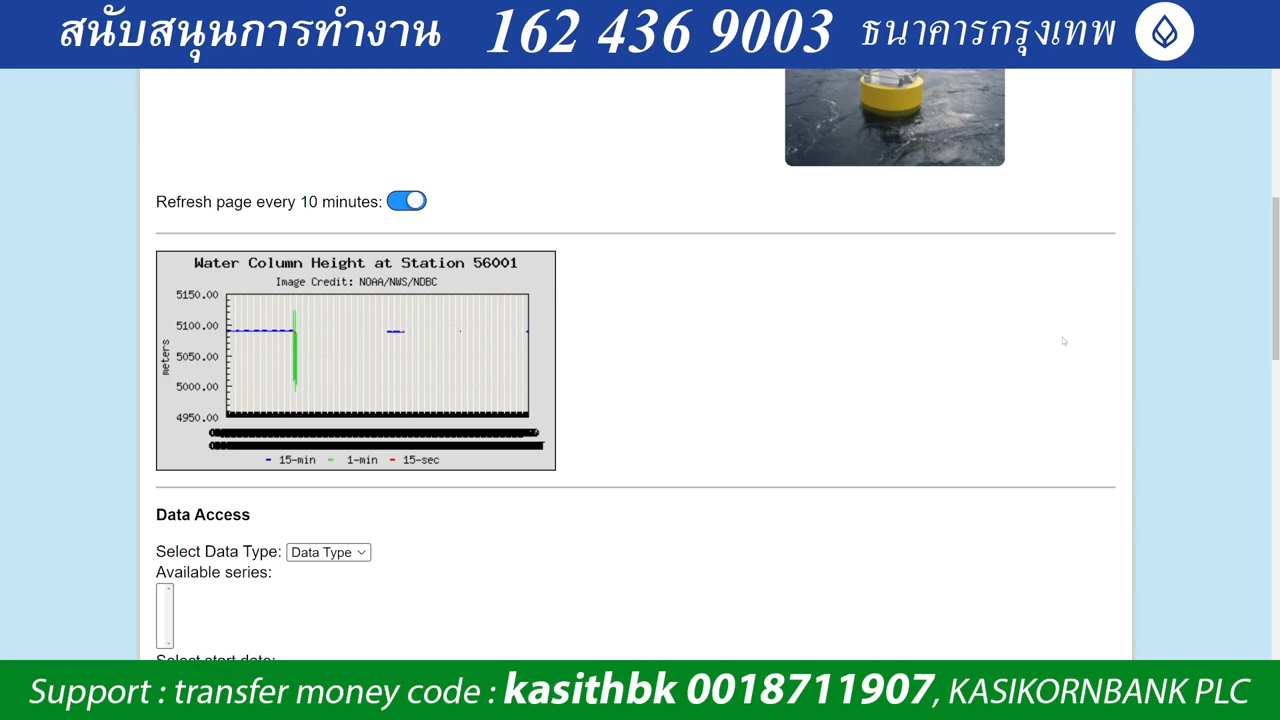 สนับสนุนการทำงาน 162 436 9003 ธนาคารกรุงเทพ
Refresh page every 10 minutes:
Water Column Height at Station 56001
Image Credit: NOAA/NWS/NDBC
5150.00
5100.00
5050.00
5000.00
4950.00
meters
15-min 1-min 15-sec
Data Access
Select Data Type: Data Type
Available series:
Select start date:
Support : transfer money code : kasithbk 0018711907, KASIKORNBANK PLC